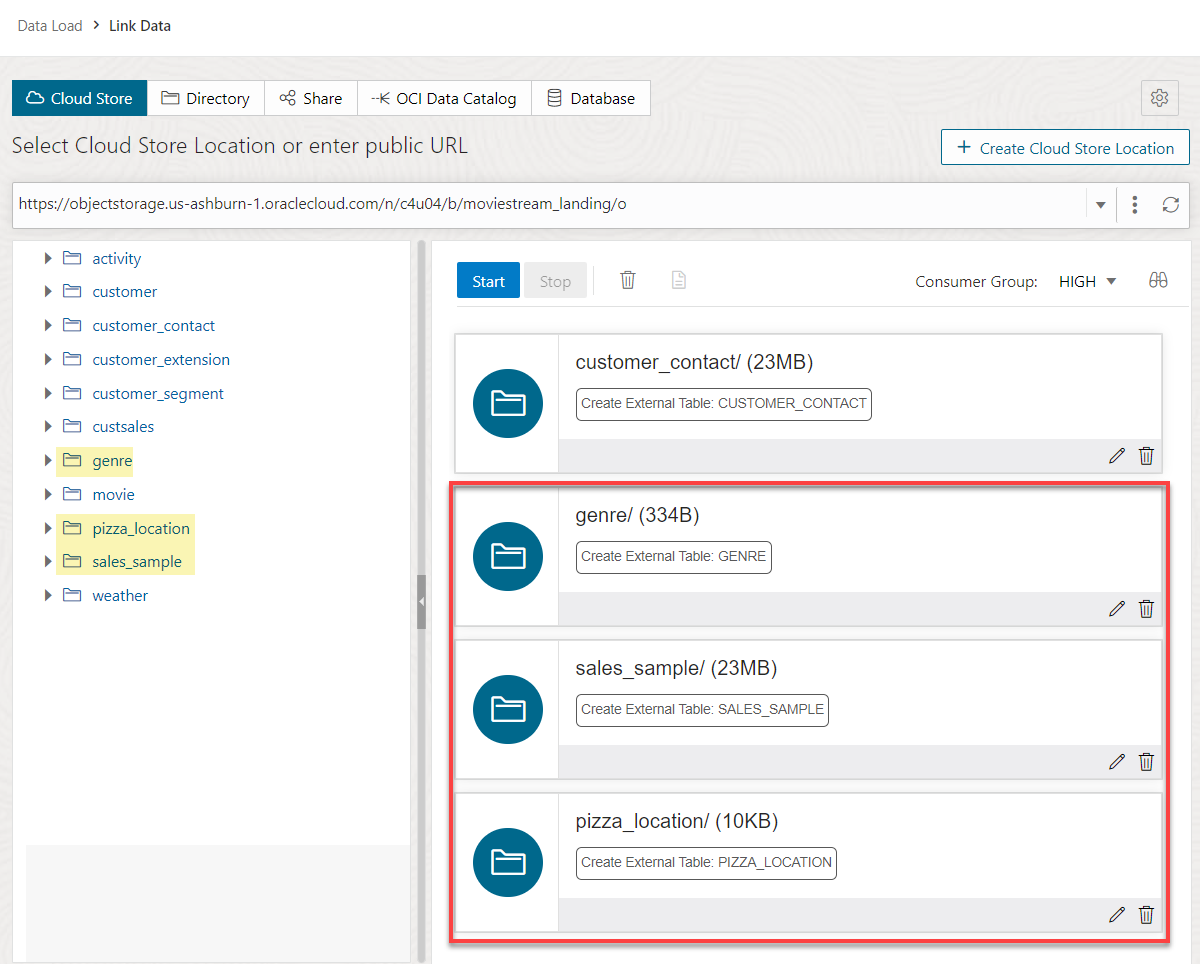 Data Load > Link Data
Cloud Store Directory Share OCI Data Catalog Database
Select Cloud Store Location or enter public URL
+ Create Cloud Store Location
https://objectstorage.us-ashburn-1.oraclecloud.com/n/c4u04/b/moviestream_landing/o
activity
customer
customer_contact
customer_extension
customer_segment
custsales
genre
movie
pizza_location
sales_sample
weather
Start Stop Consumer Group: HIGH
customer_contact/ (23MB)
Create External Table: CUSTOMER_CONTACT
genre/ (334B)
Create External Table: GENRE
sales_sample/ (23MB)
Create External Table: SALES_SAMPLE
pizza_location/ (10KB)
Create External Table: PIZZA_LOCATION